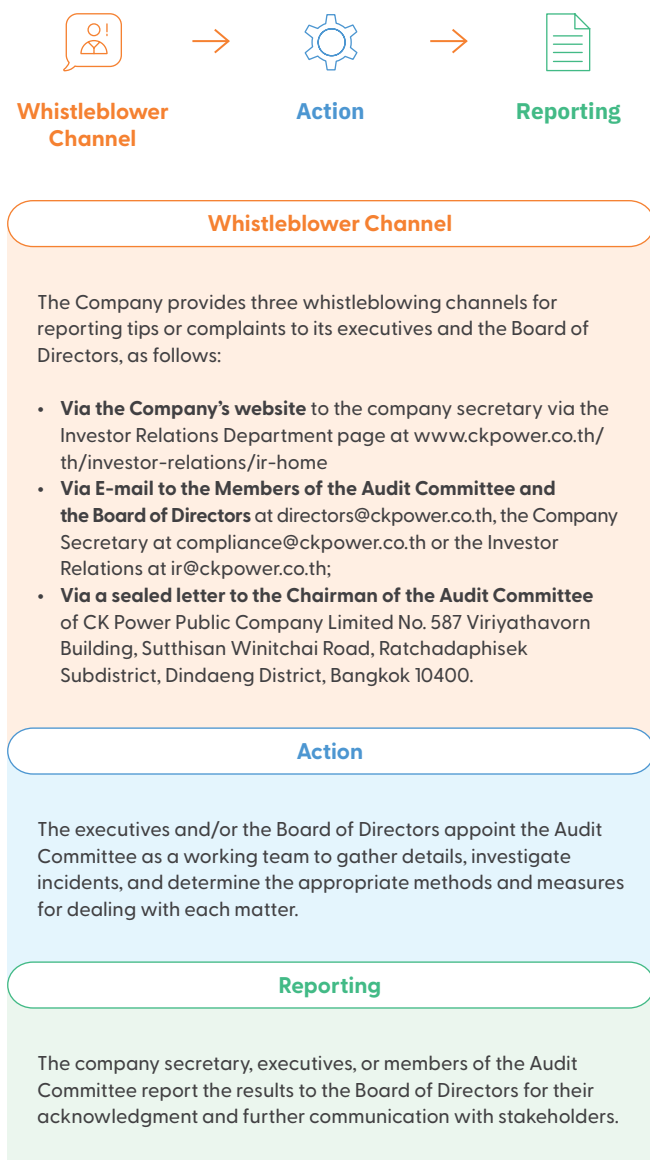 Whistleblower
Channel
Action
Reporting
Whistleblower Channel
The Company provides three whistleblowing channels for
reporting tips or complaints to its executives and the Board of
Directors, as follows:
• Via the Company's website to the company secretary via the
Investor Relations Department page at www.ckpower.co.th/
th/investor-relations/ir-home
• Via E-mail to the Members of the Audit Committee and
the Board of Directors at directors@ckpower.co.th, the Company
Secretary at compliance@ckpower.co.th or the Investor
Relations at ir@ckpower.co.th;
• Via a sealed letter to the Chairman of the Audit Committee
of CK Power Public Company Limited No. 587 Viriyathavorn
Building, Sutthisan Winitchai Road, Ratchadaphisek
Subdistrict, Dindaeng District, Bangkok 10400.
Action
The executives and/or the Board of Directors appoint the Audit
Committee as a working team to gather details, investigate
incidents, and determine the appropriate methods and measures
for dealing with each matter.
Reporting
The company secretary, executives, or members of the Audit
Committee report the results to the Board of Directors for their
acknowledgment and further communication with stakeholders.